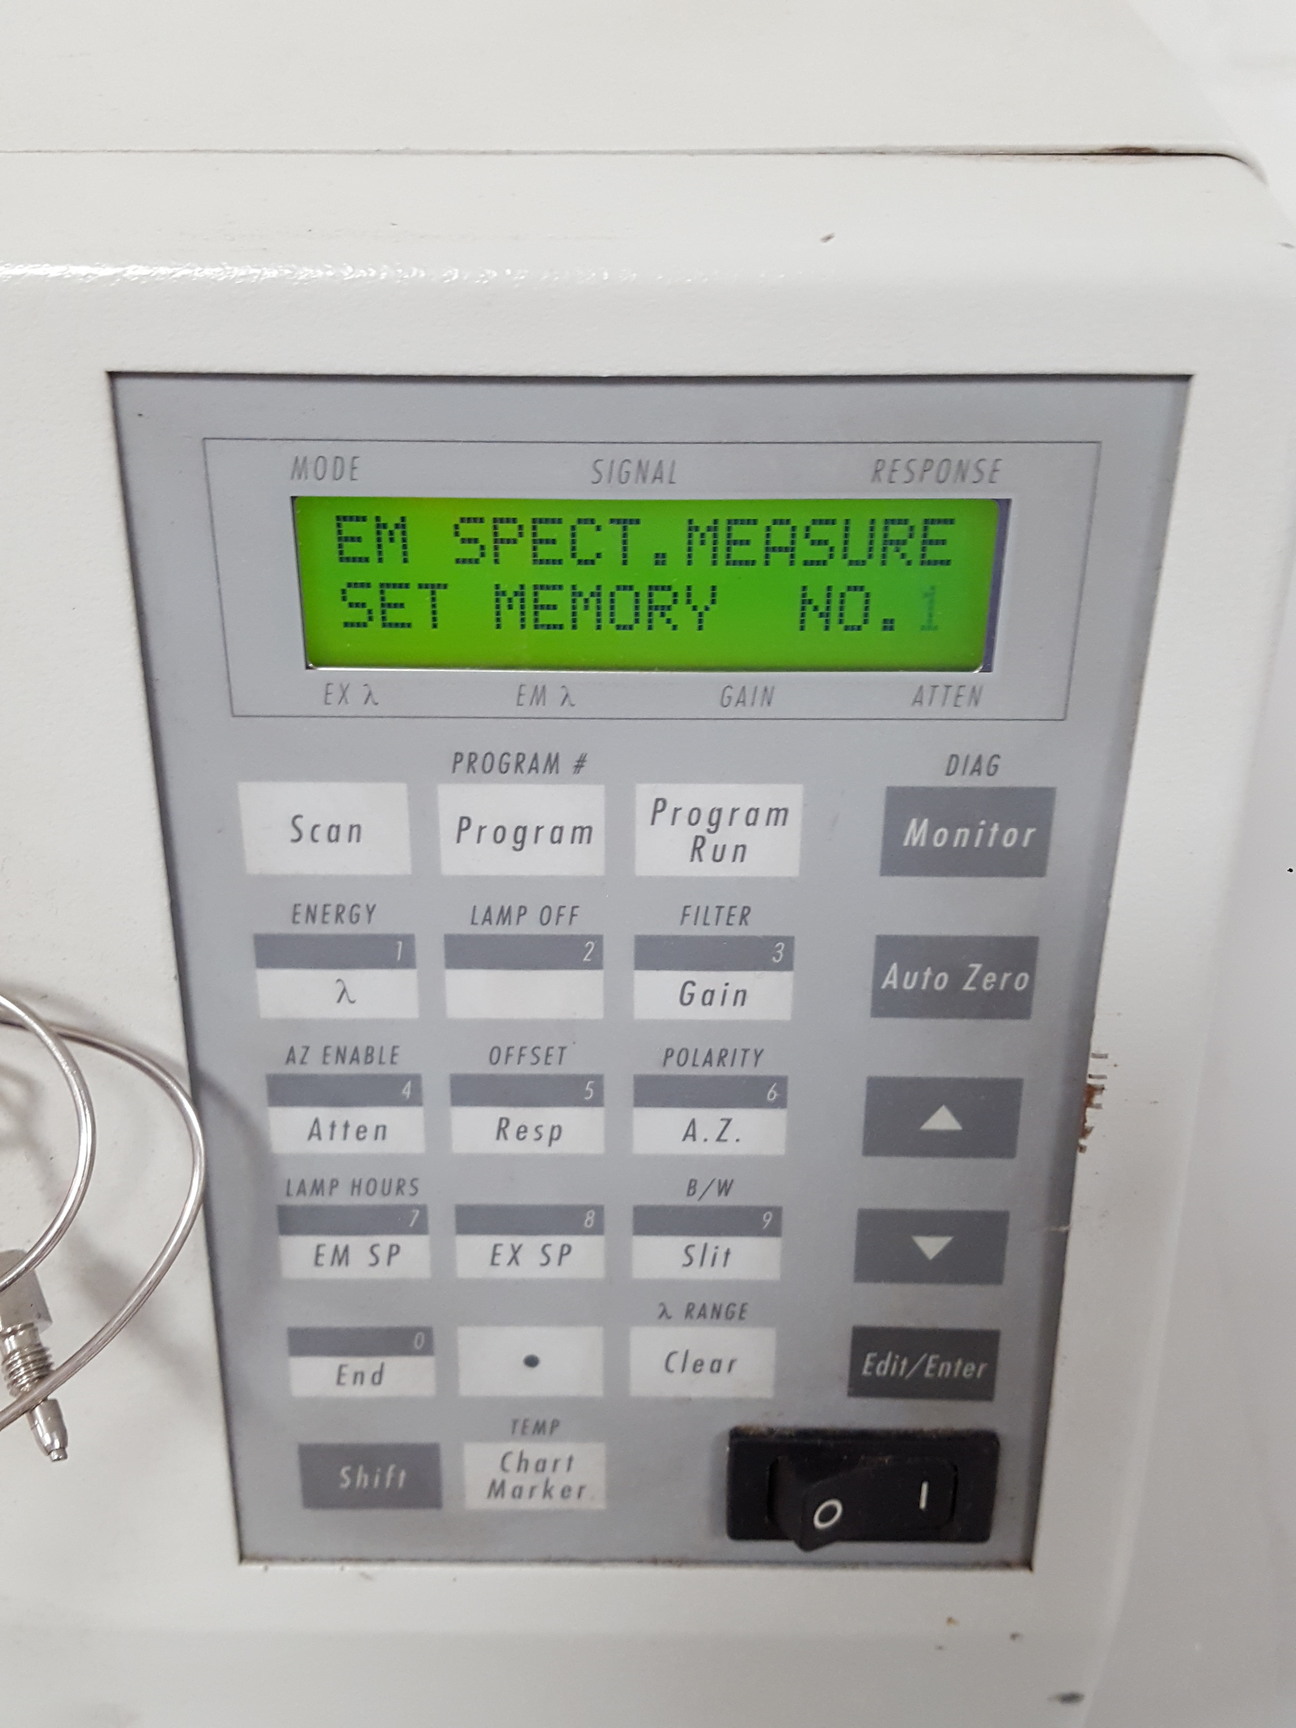 MODE SIGNAL RESPONSE
EM SPECT.MEASURE
SET MEMORY NO.1
EX λ EM λ GAIN ATTEN
PROGRAM # DIAG
Scan Program Program Run Monitor
ENERGY LAMP OFF FILTER
1 2 3
λ Gain Auto Zero
AZ ENABLE OFFSET POLARITY
4 5 6
Atten Resp A.Z.
LAMP HOURS B/W
7 8 9
EM SP EX SP Slit
λ RANGE
0
End • Clear Edit/Enter
TEMP
Shift Chart Marker
O I